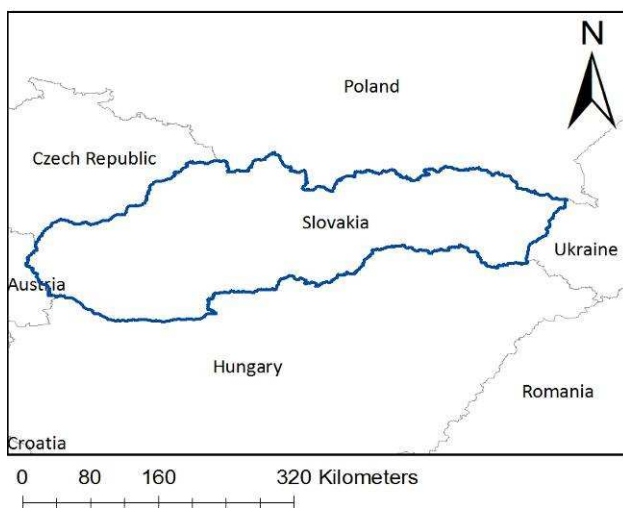 N
Poland
Czech Republic
Slovakia
Ukraine
Austria
Hungary
Romania
Croatia
0 80 160 320 Kilometers